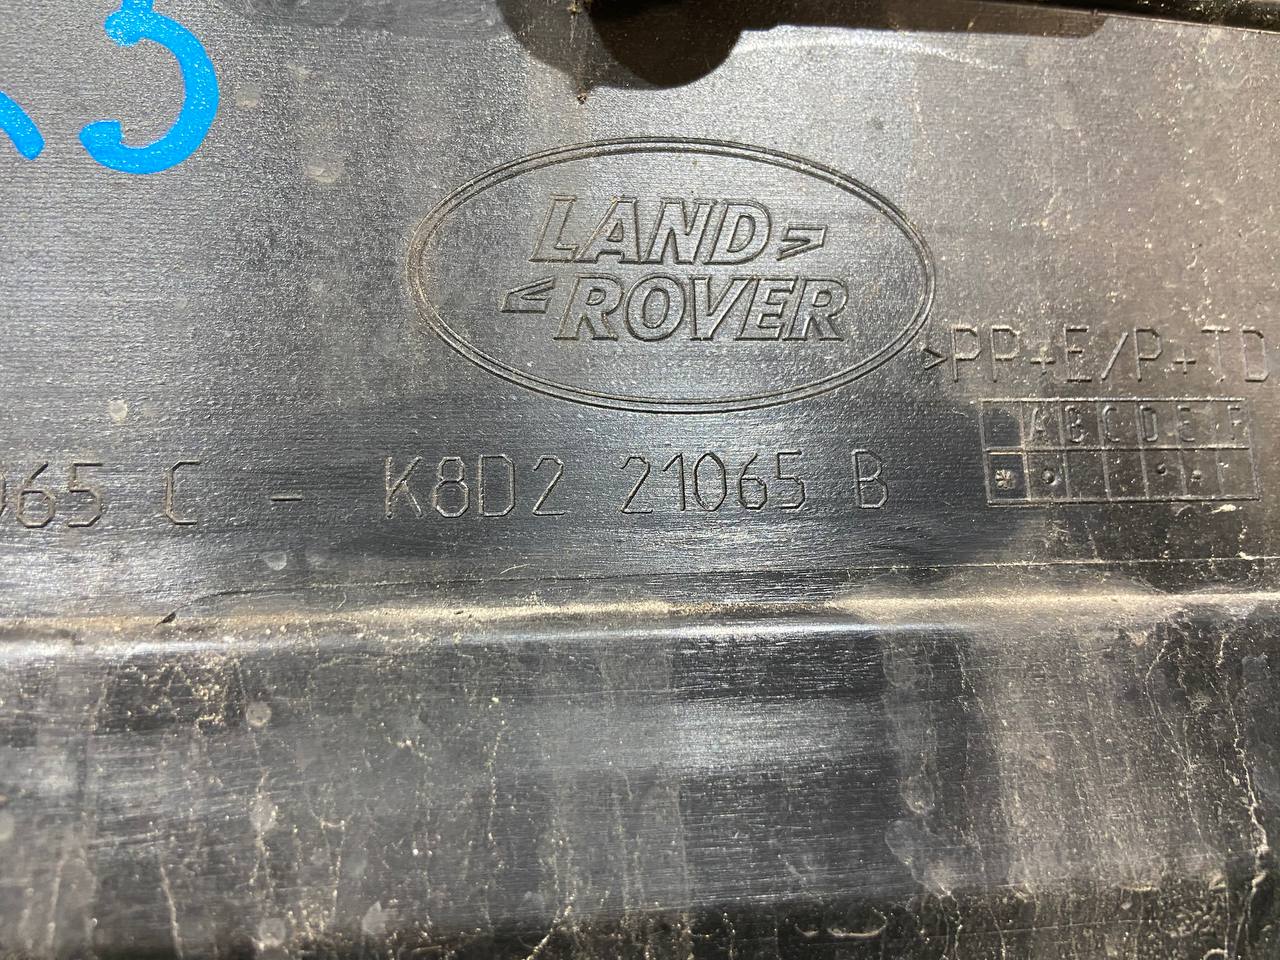 LAND
ROVER
>PP+E/P+TD
065 C - K8D2 21065 B
A B C D E F